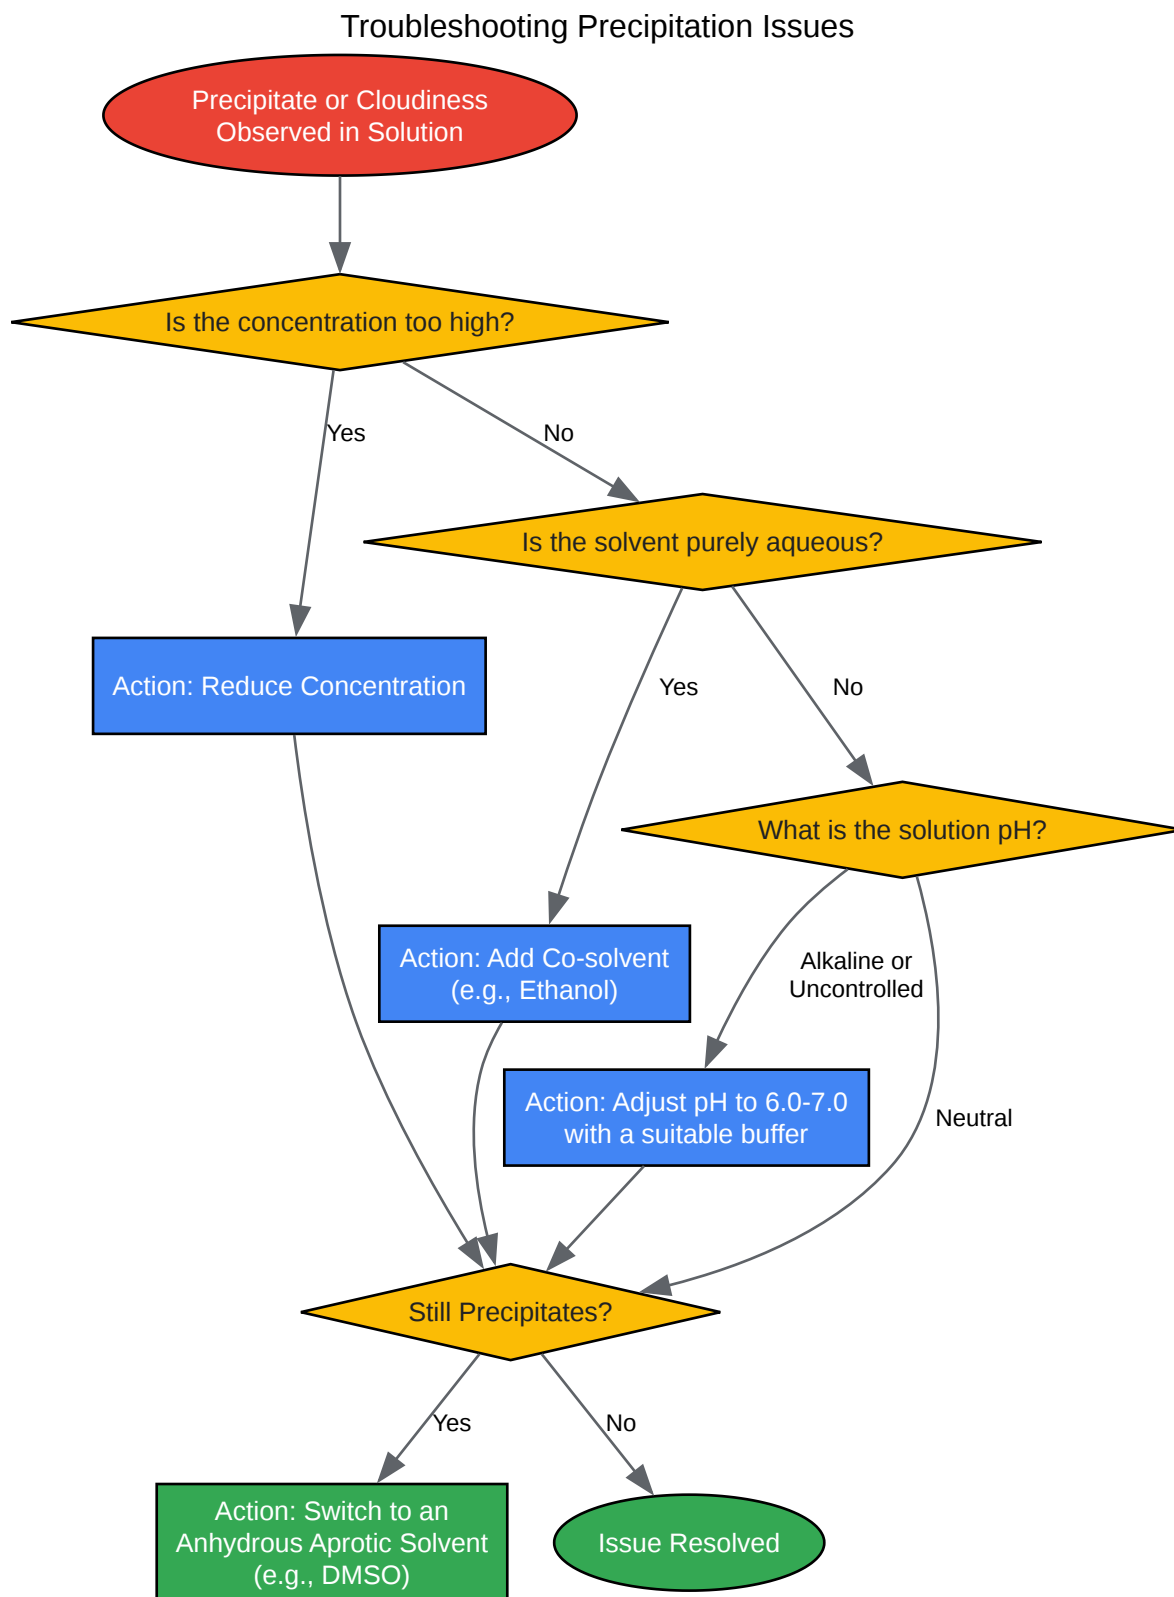 Troubleshooting Precipitation Issues
Precipitate or Cloudiness
Observed in Solution
Is the concentration too high?
Yes
No
Is the solvent purely aqueous?
Action: Reduce Concentration
Yes
No
What is the solution pH?
Action: Add Co-solvent
(e.g., Ethanol)
Alkaline or
Uncontrolled
Action: Adjust pH to 6.0-7.0
with a suitable buffer
Neutral
Still Precipitates?
Yes
No
Action: Switch to an
Anhydrous Aprotic Solvent
(e.g., DMSO)
Issue Resolved